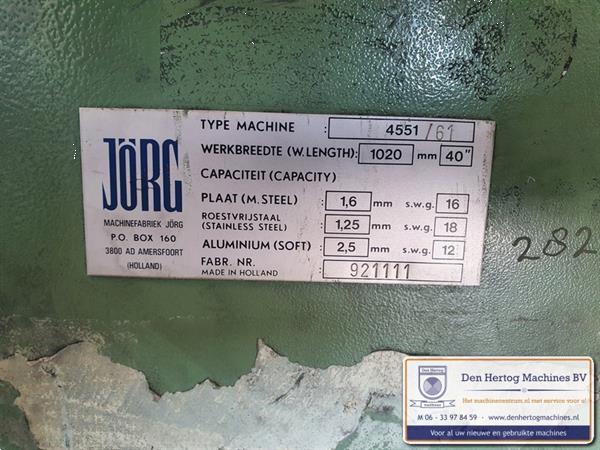 JÖRG
MACHINEFABRIEK JÖRG
P.O. BOX 160
3800 AD AMERSFOORT
(HOLLAND)
TYPE MACHINE : 4551/61
WERKBREEDTE (W.LENGTH): 1020 mm 40"
CAPACITEIT (CAPACITY)
PLAAT (M. STEEL) : 1,6 mm s.w.g. 16
ROESTVRIJSTAAL
(STAINLESS STEEL) : 1,25 mm s.w.g. 18
ALUMINIUM (SOFT) : 2,5 mm s.w.g. 12
FABR. NR. : 921111
MADE IN HOLLAND
282
Den Hertog Machines BV
Het machinecentrum.nl met service voor u!
M 06 - 33 97 84 59 - www.denhertogmachines.nl
Voor al uw nieuwe en gebruikte machines